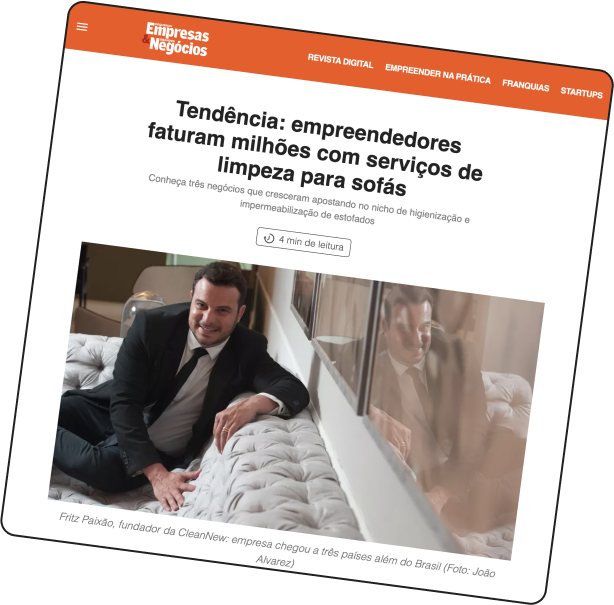 Empresas
& Negócios
REVISTA DIGITAL
EMPREENDER NA PRÁTICA
FRANQUIAS
STARTUPS
Tendência: empreendedores
faturam milhões com serviços de
limpeza para sofás
Conheça três negócios que cresceram apostando no nicho de higienização e
impermeabilização de estofados
4 min de leitura
Fritz Paixão, fundador da CleanNew: empresa chegou a três países além do Brasil (Foto: João
Alvarez)